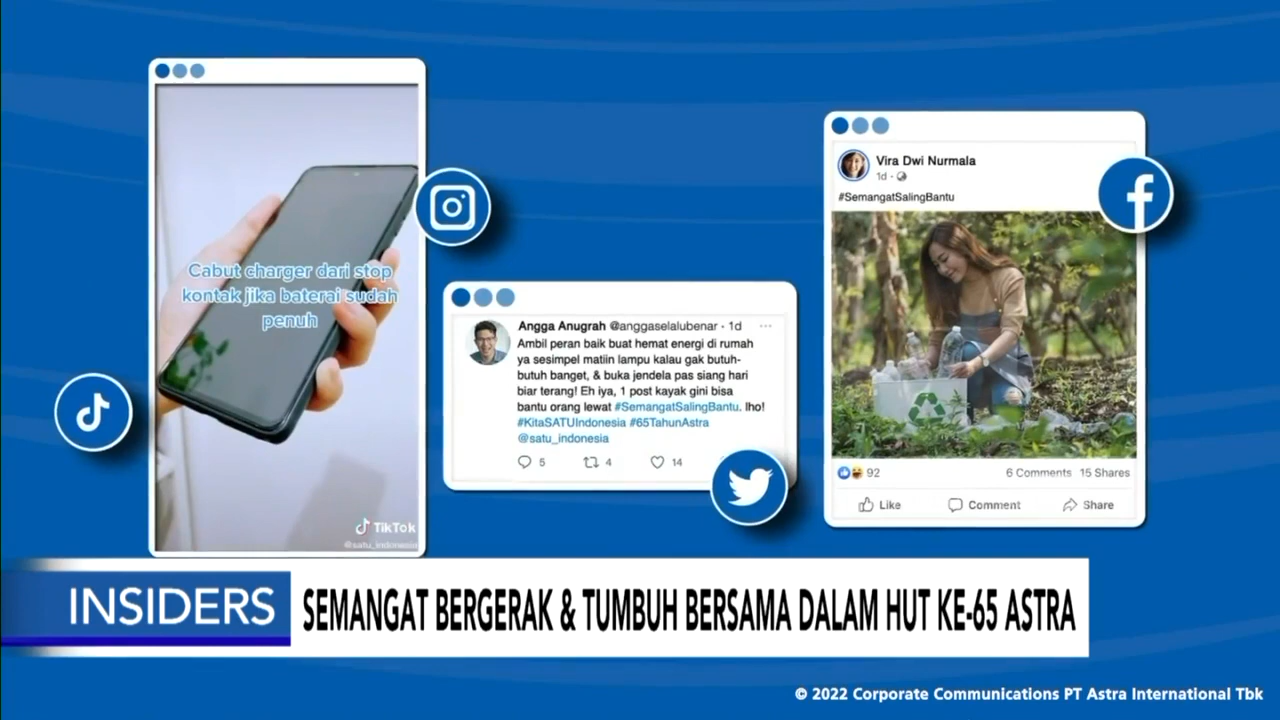 Cabut charger dari stop
kontak jika baterai sudah
penuh
TikTok
@satu_indonesia
Angga Anugrah @anggaselalubenar · 1d
Ambil peran baik buat hemat energi di rumah
ya sesimpel matiin lampu kalau gak butuh-
butuh banget, & buka jendela pas siang hari
biar terang! Eh iya, 1 post kayak gini bisa
bantu orang lewat #SemangatSalingBantu. lho!
#KitaSATUIndonesia #65TahunAstra
@satu_indonesia
5 4 14
Vira Dwi Nurmala
1d ·
#SemangatSalingBantu
92 6 Comments 15 Shares
Like Comment Share
INSIDERS
SEMANGAT BERGERAK & TUMBUH BERSAMA DALAM HUT KE-65 ASTRA
© 2022 Corporate Communications PT Astra International Tbk